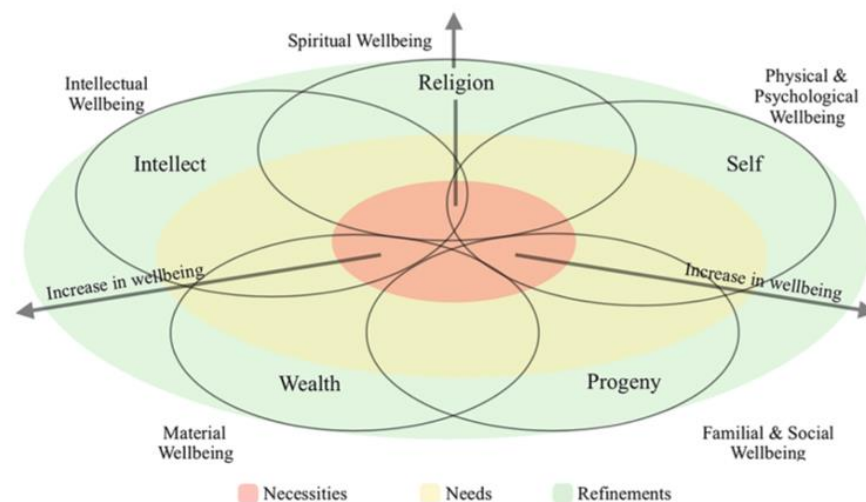 Spiritual Wellbeing
Religion
Intellectual
Wellbeing
Physical &
Psychological
Wellbeing
Intellect
Self
Increase in wellbeing
Increase in wellbeing
Wealth
Progeny
Material
Wellbeing
Familial & Social
Wellbeing
Necessities
Needs
Refinements